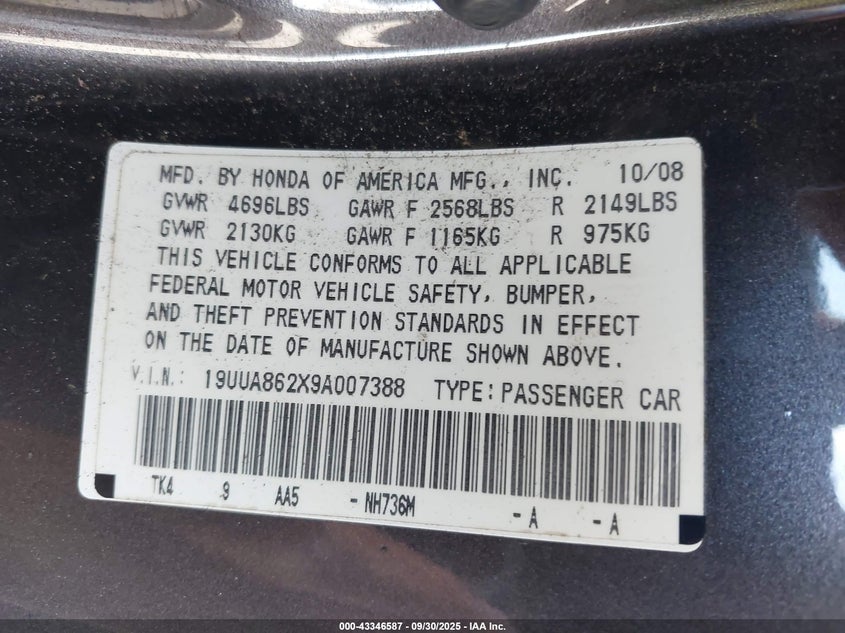 MFD. BY HONDA OF AMERICA MFG., INC. 10/08
GVWR 4696LBS GAWR F 2568LBS R 2149LBS
GVWR 2130KG GAWR F 1165KG R 975KG
THIS VEHICLE CONFORMS TO ALL APPLICABLE
FEDERAL MOTOR VEHICLE SAFETY, BUMPER,
AND THEFT PREVENTION STANDARDS IN EFFECT
ON THE DATE OF MANUFACTURE SHOWN ABOVE.
V.I.N.: 19UUA862X9A007388 TYPE:PASSENGER CAR
TK4 9 AA5 - NH736M - A - A
000-43346587 - 09/30/2025 - IAA Inc.